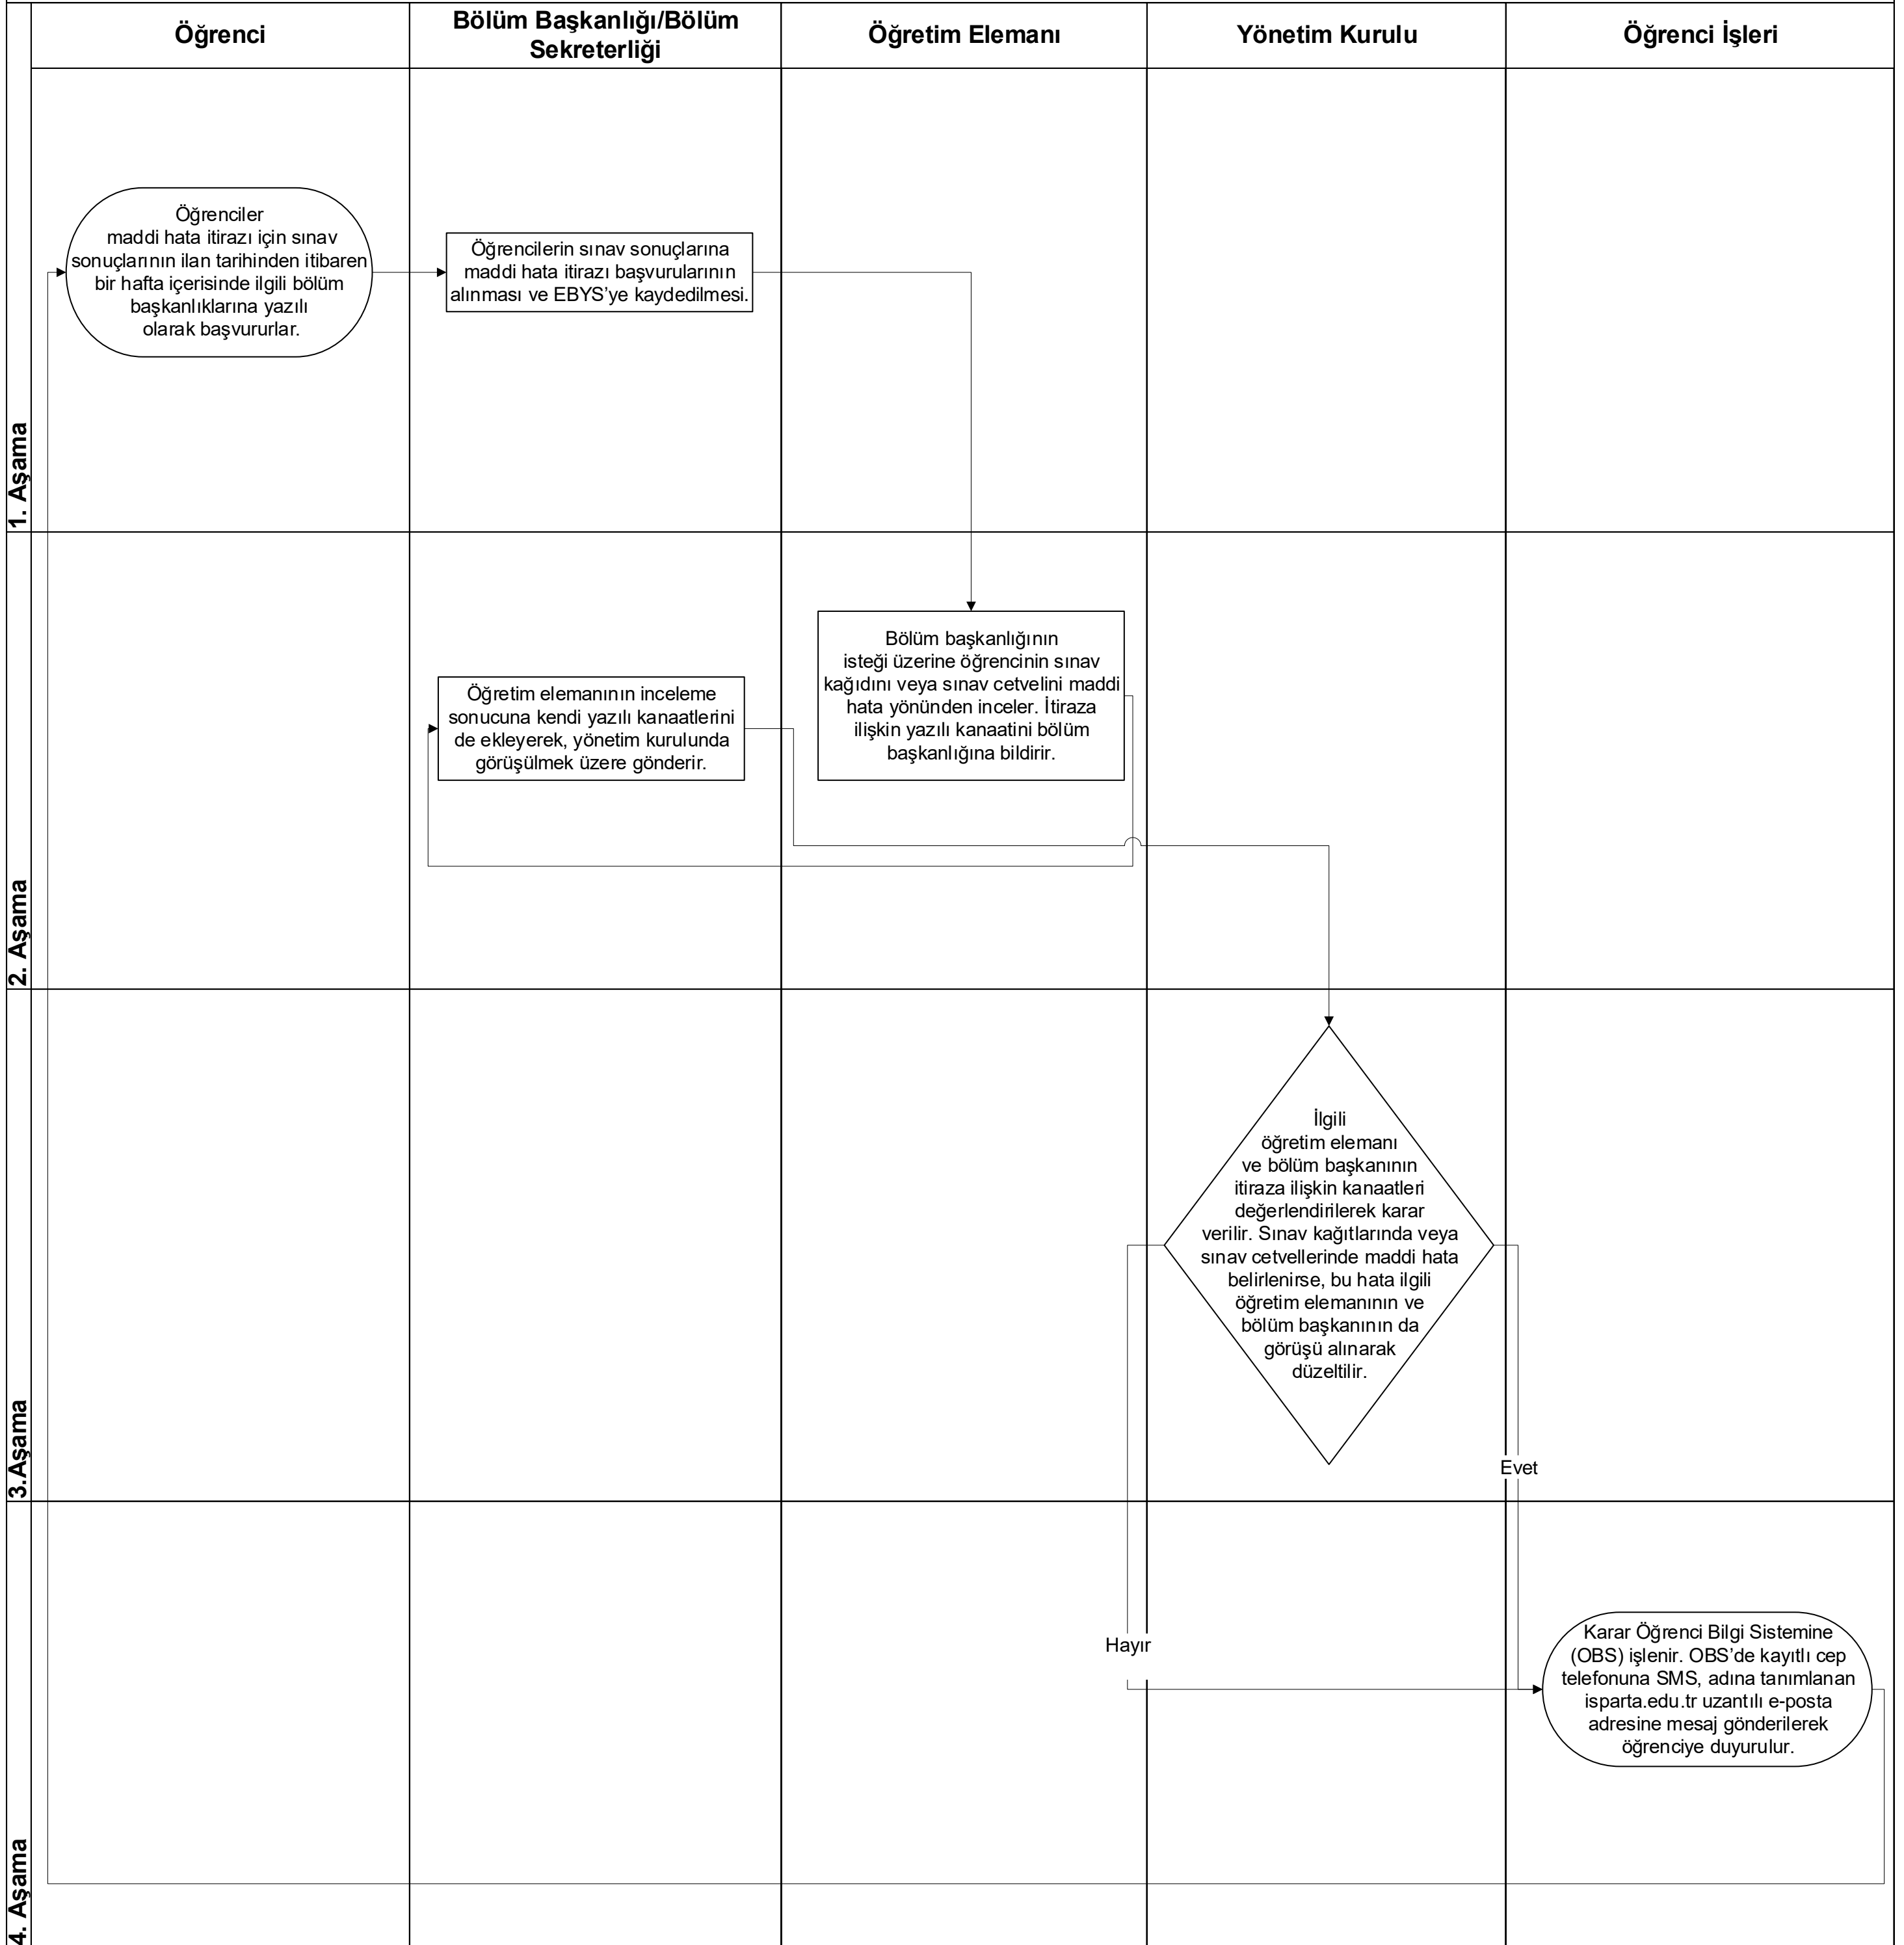 Öğrenci
Bölüm Başkanlığı/Bölüm
Sekreterliği
Öğretim Elemanı
Yönetim Kurulu
Öğrenci İşleri
1. Aşama
Öğrenciler
maddi hata itirazı için sınav
sonuçlarının ilan tarihinden itibaren
bir hafta içerisinde ilgili bölüm
başkanlıklarına yazılı
olarak başvururlar.
Öğrencilerin sınav sonuçlarına
maddi hata itirazı başvurularının
alınması ve EBYS’ye kaydedilmesi.
2. Aşama
Öğretim elemanının inceleme
sonucuna kendi yazılı kanaatlerini
de ekleyerek, yönetim kurulunda
görüşülmek üzere gönderir.
Bölüm başkanlığının
isteği üzerine öğrencinin sınav
kağıdını veya sınav cetvelini maddi
hata yönünden inceler. İtiraza
ilişkin yazılı kanaatini bölüm
başkanlığına bildirir.
3.Aşama
İlgili
öğretim elemanı
ve bölüm başkanının
itiraza ilişkin kanaatleri
değerlendirilerek karar
verilir. Sınav kağıtlarında veya
sınav cetvellerinde maddi hata
belirlenirse, bu hata ilgili
öğretim elemanının ve
bölüm başkanının da
görüşü alınarak
düzeltilir.
Evet
4. Aşama
Hayır
Karar Öğrenci Bilgi Sistemine
(OBS) işlenir. OBS’de kayıtlı cep
telefonuna SMS, adına tanımlanan
isparta.edu.tr uzantılı e-posta
adresine mesaj gönderilerek
öğrenciye duyurulur.